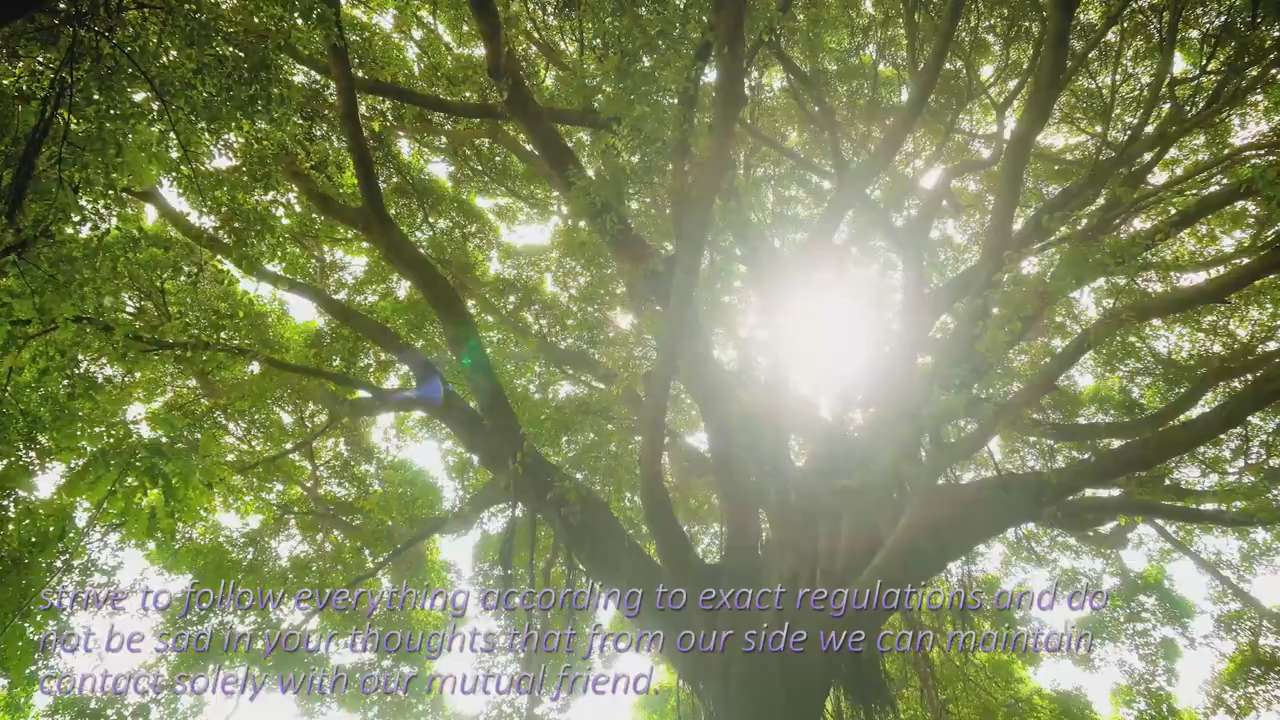 strive to follow everything according to exact regulations and do
not be sad in your thoughts that from our side we can maintain
contact solely with our mutual friend.